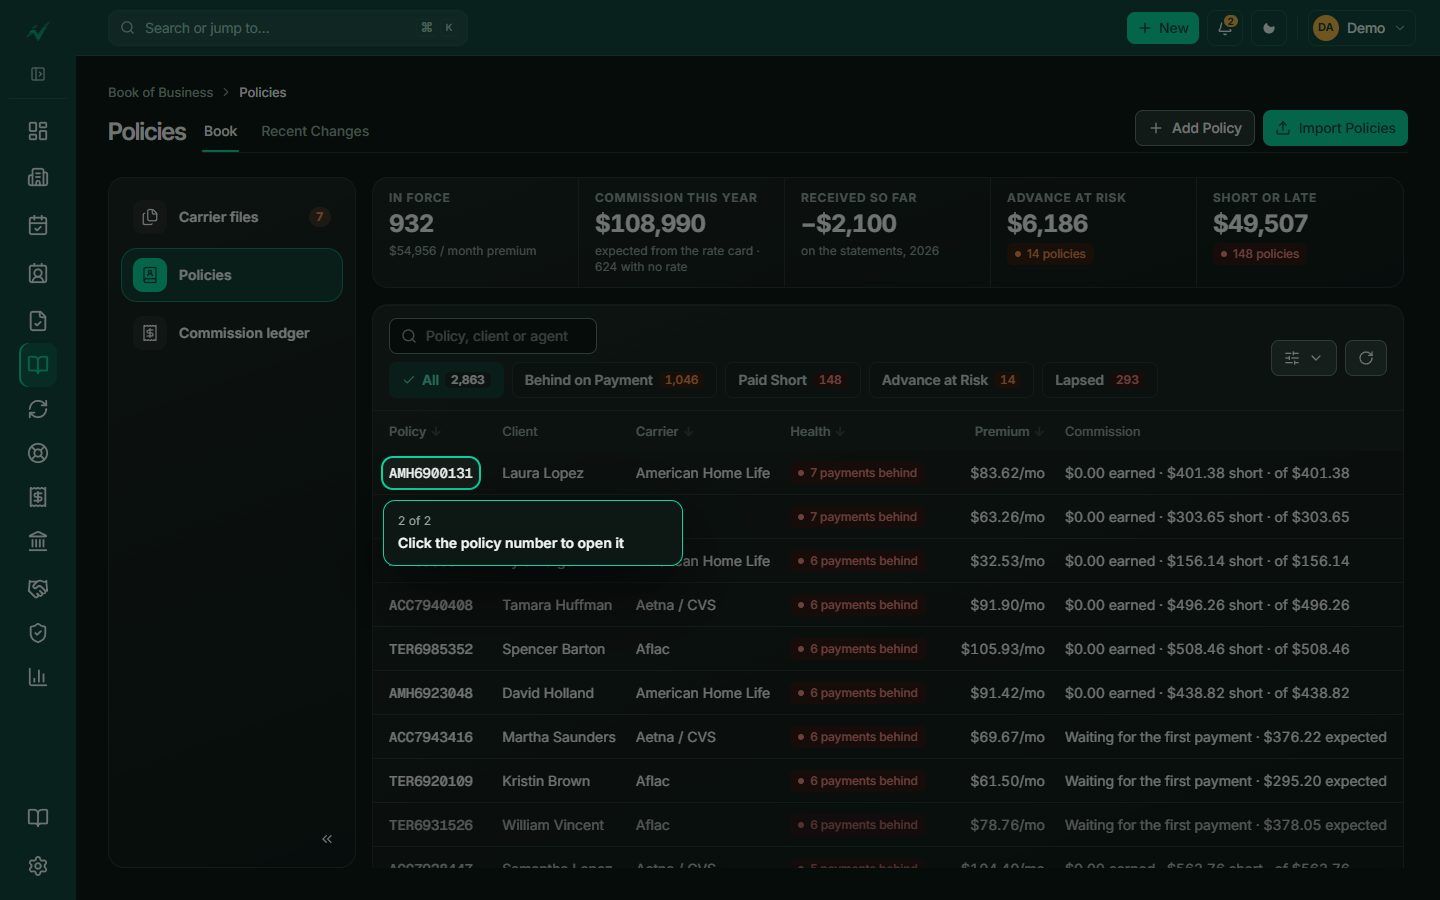 Search or jump to...
⌘ K
+ New
2
DA
Demo
Book of Business > Policies
Policies
Book
Recent Changes
+ Add Policy
Import Policies
Carrier files
7
Policies
Commission ledger
IN FORCE
932
$54,956 / month premium
COMMISSION THIS YEAR
$108,990
expected from the rate card ·
624 with no rate
RECEIVED SO FAR
−$2,100
on the statements, 2026
ADVANCE AT RISK
$6,186
14 policies
SHORT OR LATE
$49,507
148 policies
Policy, client or agent
All 2,863
Behind on Payment 1,046
Paid Short 148
Advance at Risk 14
Lapsed 293
Policy ↓ Client Carrier ↓ Health ↓ Premium ↓ Commission
AMH6900131 Laura Lopez American Home Life 7 payments behind $83.62/mo $0.00 earned · $401.38 short · of $401.38
2 of 2
Click the policy number to open it
7 payments behind $63.26/mo $0.00 earned · $303.65 short · of $303.65
Home Life 6 payments behind $32.53/mo $0.00 earned · $156.14 short · of $156.14
ACC7940408 Tamara Huffman Aetna / CVS 6 payments behind $91.90/mo $0.00 earned · $496.26 short · of $496.26
TER6985352 Spencer Barton Aflac 6 payments behind $105.93/mo $0.00 earned · $508.46 short · of $508.46
AMH6923048 David Holland American Home Life 6 payments behind $91.42/mo $0.00 earned · $438.82 short · of $438.82
ACC7943416 Martha Saunders Aetna / CVS 6 payments behind $69.67/mo Waiting for the first payment · $376.22 expected
TER6920109 Kristin Brown Aflac 6 payments behind $61.50/mo Waiting for the first payment · $295.20 expected
TER6931526 William Vincent Aflac 6 payments behind $78.76/mo Waiting for the first payment · $378.05 expected